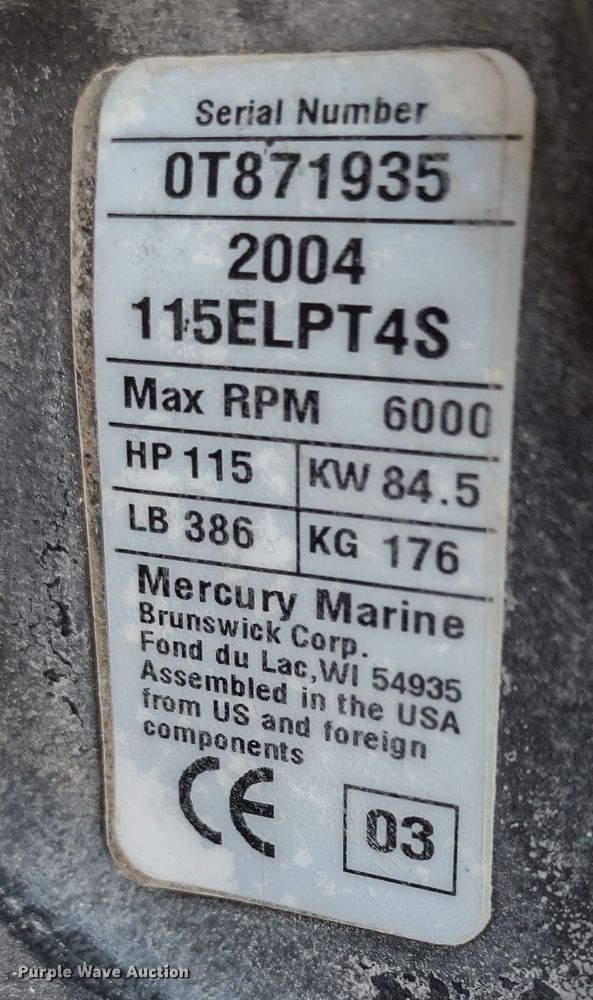 Serial Number
0T871935
2004
115ELPT4S
Max RPM 6000
HP 115 KW 84.5
LB 386 KG 176
Mercury Marine
Brunswick Corp.
Fond du Lac,WI 54935
Assembled in the USA
from US and foreign
components
CE 03
Purple Wave Auction